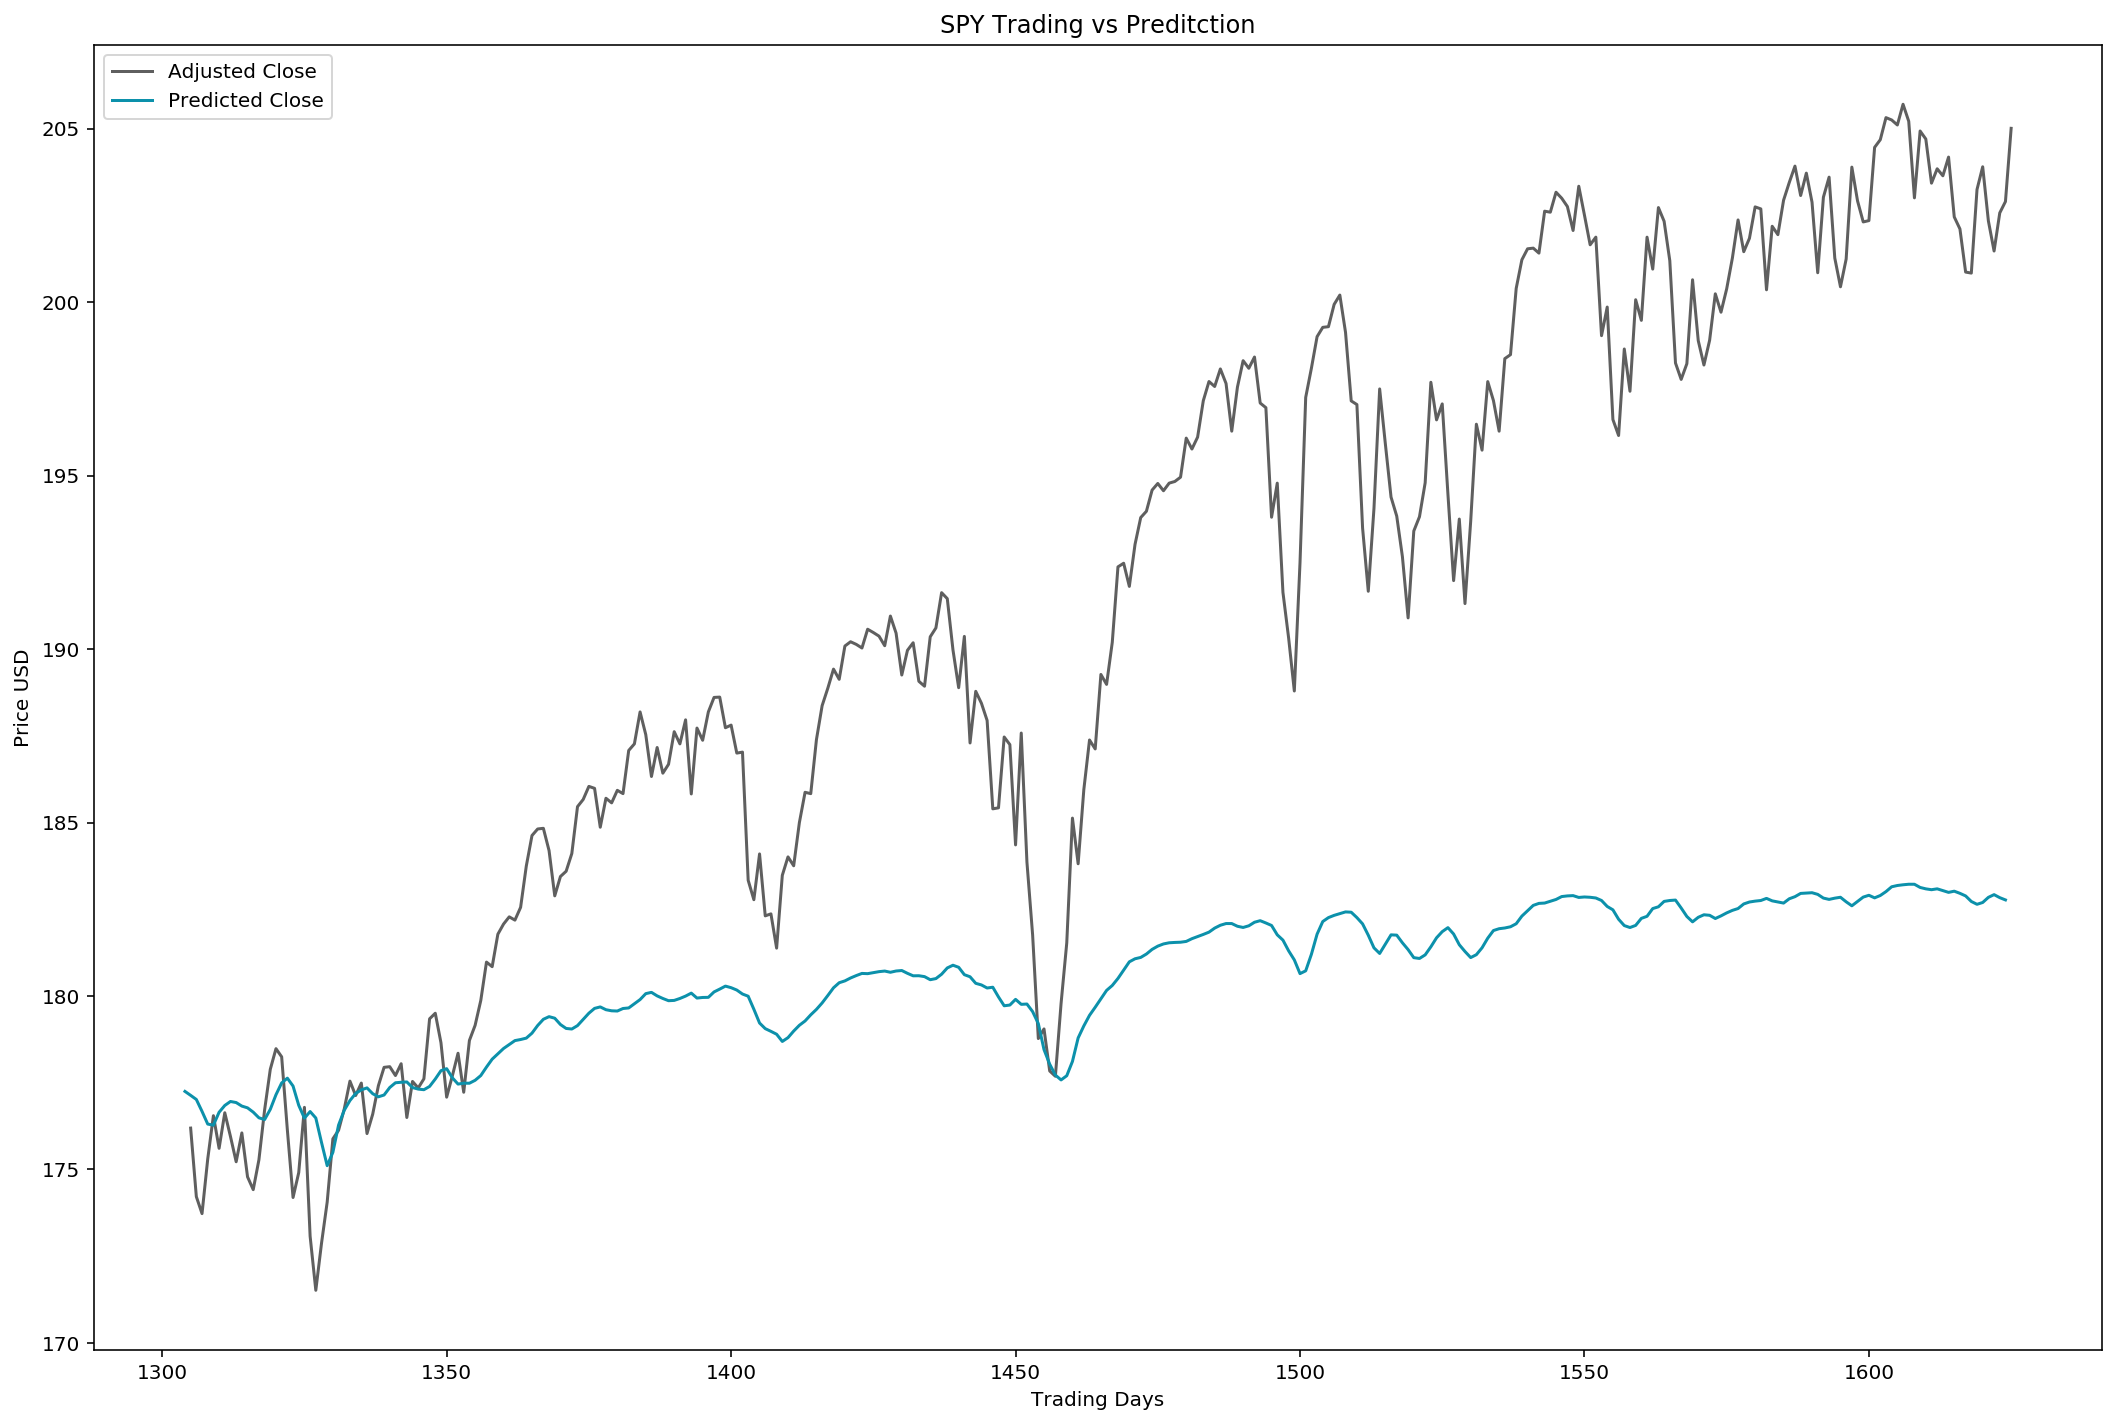 SPY Trading vs Preditction
Adjusted Close
Predicted Close
205
200
195
190
185
180
175
170
Price USD
1300 1350 1400 1450 1500 1550 1600
Trading Days